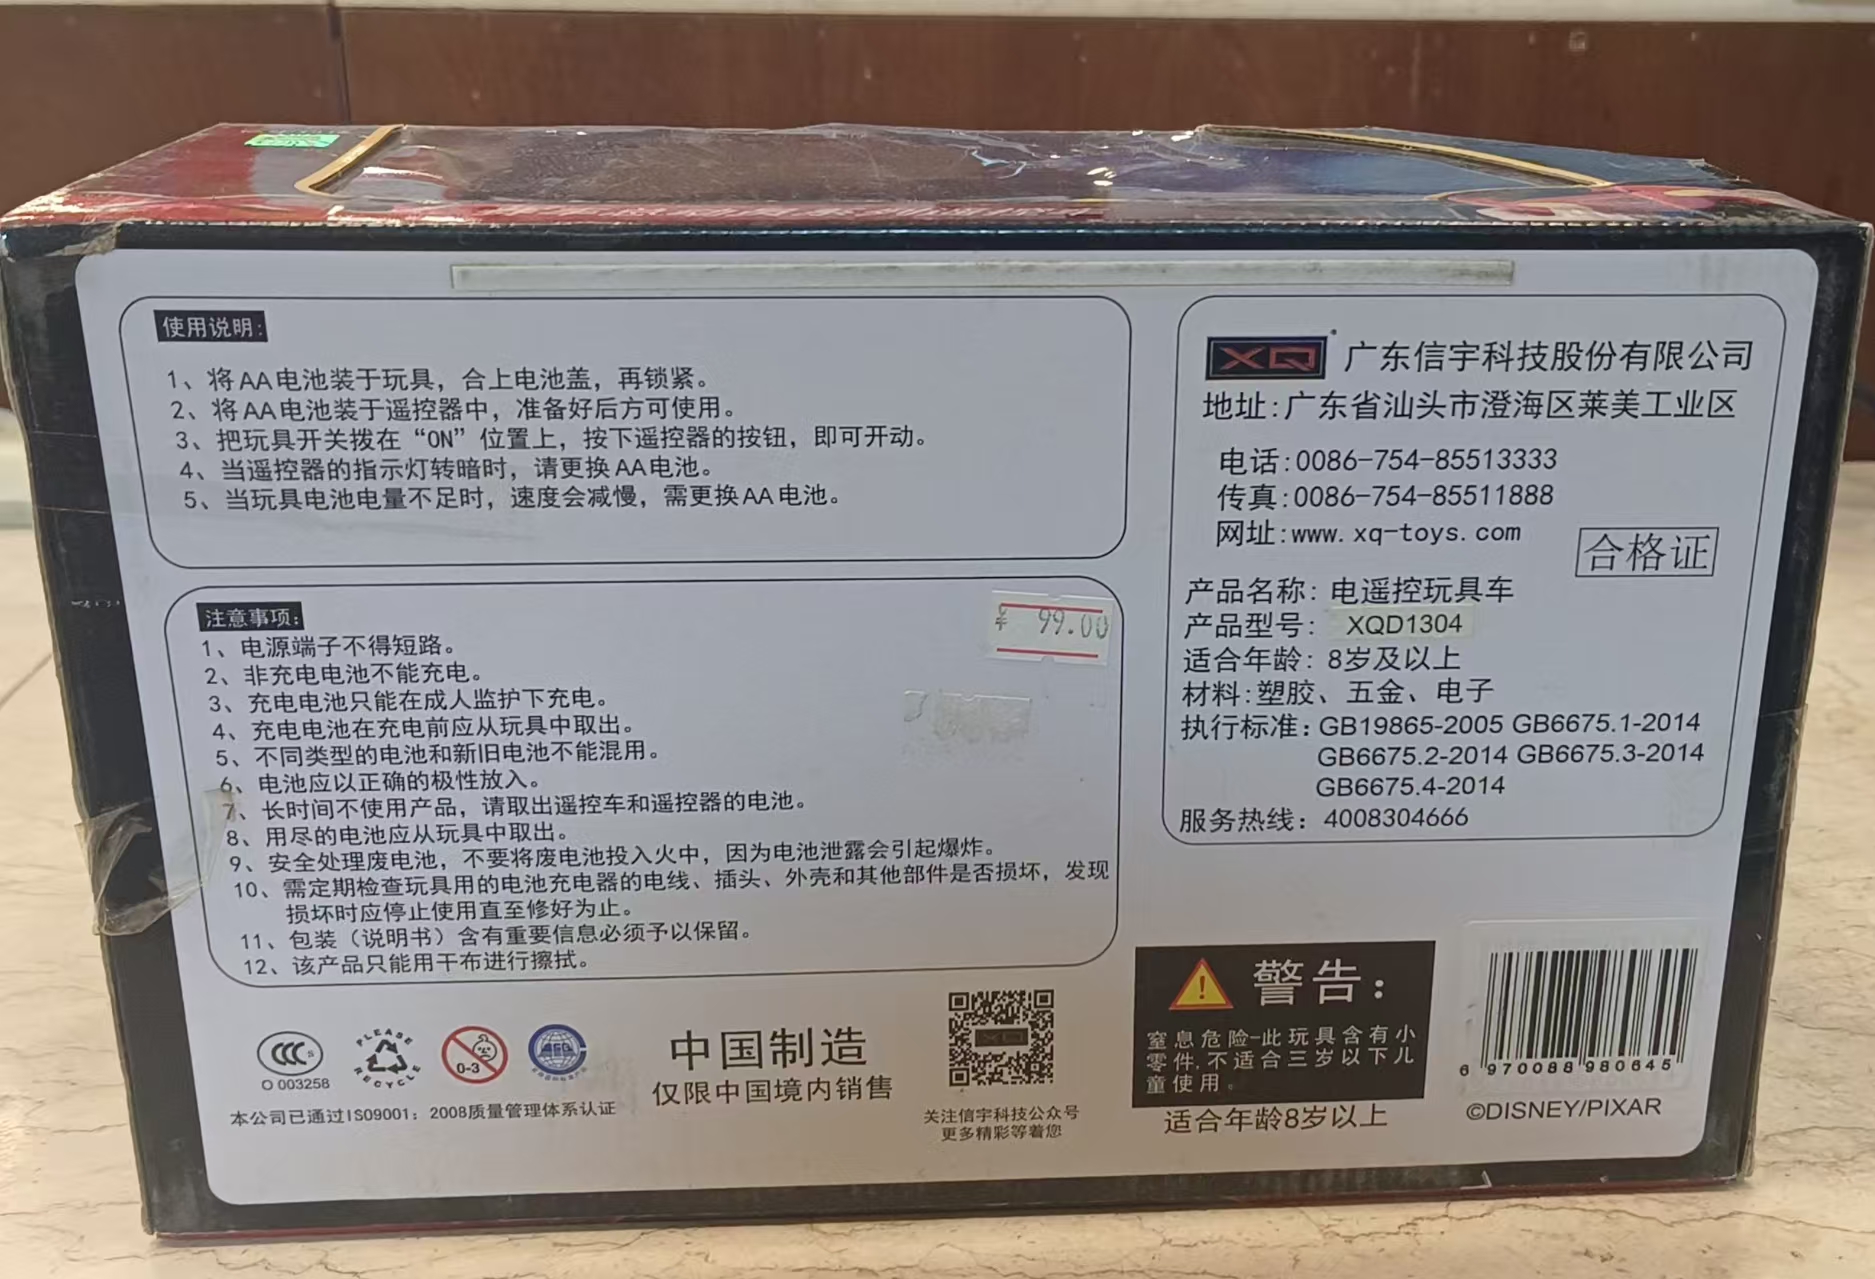 使用说明:
1、将AA电池装于玩具，合上电池盖，再锁紧。
2、将AA电池装于遥控器中，准备好后方可使用。
3、把玩具开关拨在“ON”位置上，按下遥控器的按钮，即可开动。
4、当遥控器的指示灯转暗时，请更换AA电池。
5、当玩具电池电量不足时，速度会减慢，需更换AA电池。
注意事项:
1、电源端子不得短路。
2、非充电电池不能充电。
3、充电电池只能在成人监护下充电。
4、充电电池在充电前应从玩具中取出。
5、不同类型的电池和新旧电池不能混用。
6、电池应以正确的极性放入。
7、长时间不使用产品，请取出遥控车和遥控器的电池。
8、用尽的电池应从玩具中取出。
9、安全处理废电池，不要将废电池投入火中，因为电池泄露会引起爆炸。
10、需定期检查玩具用的电池充电器的电线、插头、外壳和其他部件是否损坏，发现
损坏时应停止使用直至修好为止。
11、包装（说明书）含有重要信息必须予以保留。
12、该产品只能用干布进行擦拭。
¥ 99.00
XQ 广东信宇科技股份有限公司
地址:广东省汕头市澄海区莱美工业区
电话:0086-754-85513333
传真:0086-754-85511888
网址:www.xq-toys.com
合格证
产品名称: 电遥控玩具车
产品型号: XQD1304
适合年龄: 8岁及以上
材料:塑胶、五金、电子
执行标准: GB19865-2005 GB6675.1-2014
GB6675.2-2014 GB6675.3-2014
GB6675.4-2014
服务热线: 4008304666
CCC S
O 003258
PLEASE RECYCLE
0-3
本公司已通过ISO9001: 2008质量管理体系认证
中国制造
仅限中国境内销售
XQ
关注信宇科技公众号
更多精彩等着您
警告:
窒息危险-此玩具含有小
零件,不适合三岁以下儿
童使用。
适合年龄8岁以上
6 970088 980645
©DISNEY/PIXAR